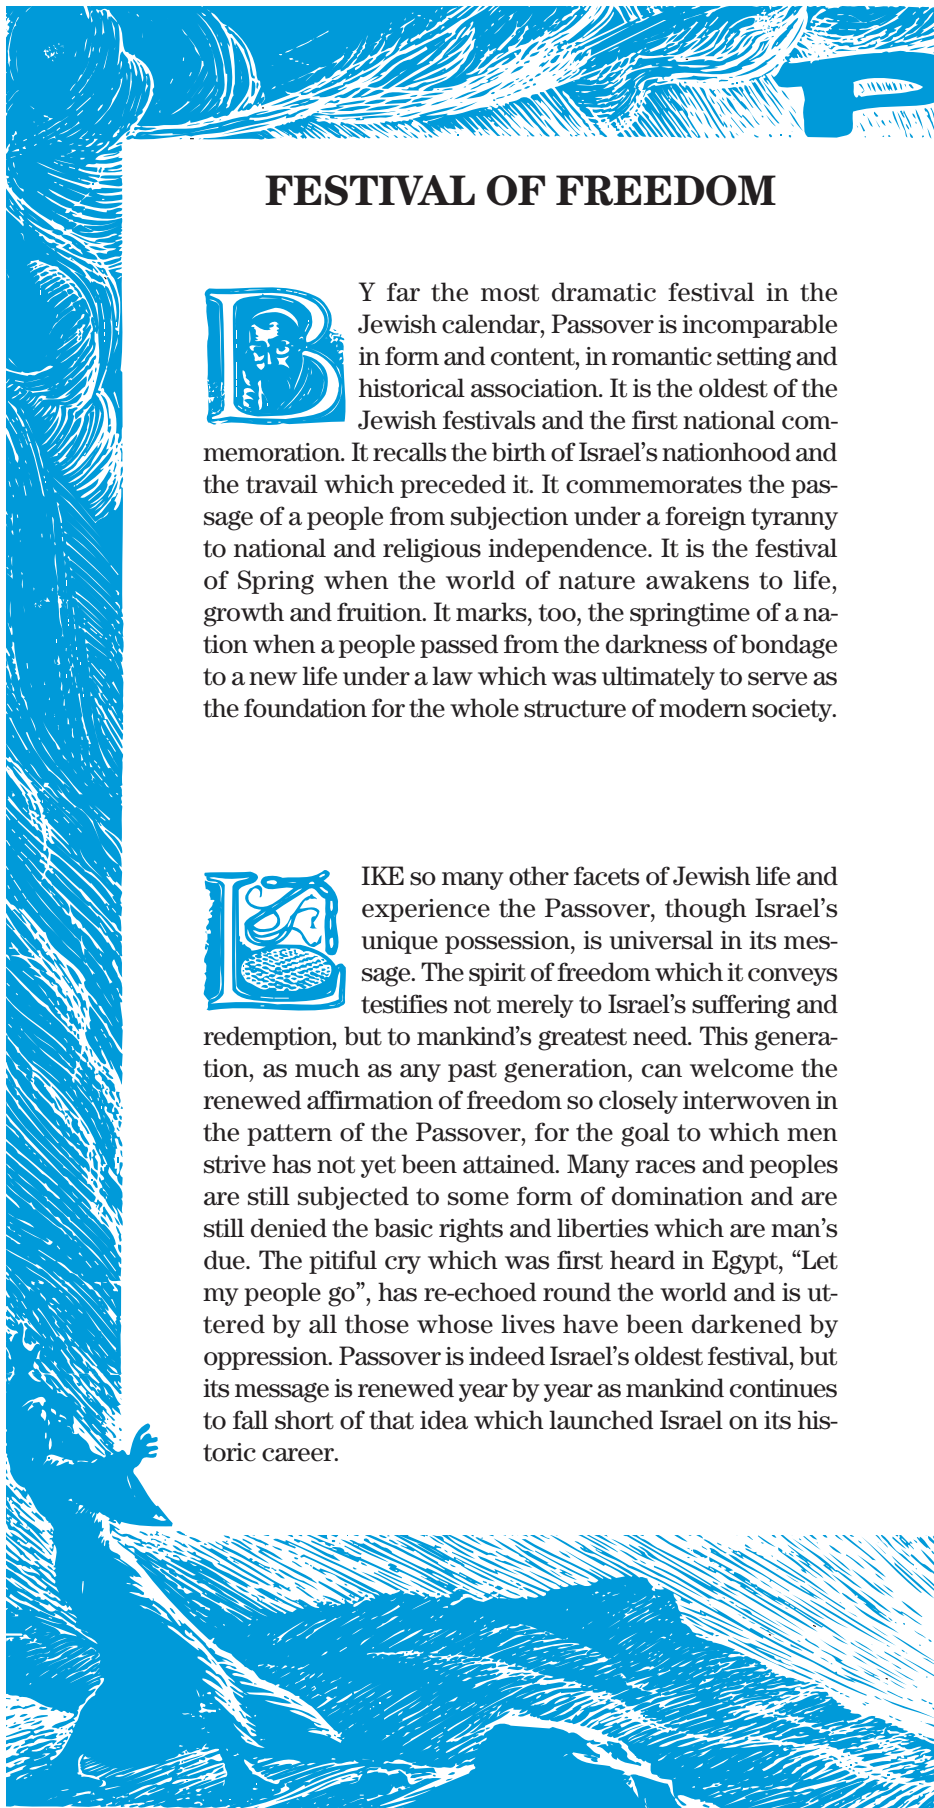 FESTIVAL OF FREEDOM
BY far the most dramatic festival in the
Jewish calendar, Passover is incomparable
in form and content, in romantic setting and
historical association. It is the oldest of the
Jewish festivals and the first national com-
memoration. It recalls the birth of Israel’s nationhood and
the travail which preceded it. It commemorates the pas-
sage of a people from subjection under a foreign tyranny
to national and religious independence. It is the festival
of Spring when the world of nature awakens to life,
growth and fruition. It marks, too, the springtime of a na-
tion when a people passed from the darkness of bondage
to a new life under a law which was ultimately to serve as
the foundation for the whole structure of modern society.
LIKE so many other facets of Jewish life and
experience the Passover, though Israel’s
unique possession, is universal in its mes-
sage. The spirit of freedom which it conveys
testifies not merely to Israel’s suffering and
redemption, but to mankind’s greatest need. This genera-
tion, as much as any past generation, can welcome the
renewed affirmation of freedom so closely interwoven in
the pattern of the Passover, for the goal to which men
strive has not yet been attained. Many races and peoples
are still subjected to some form of domination and are
still denied the basic rights and liberties which are man’s
due. The pitiful cry which was first heard in Egypt, “Let
my people go”, has re-echoed round the world and is ut-
tered by all those whose lives have been darkened by
oppression. Passover is indeed Israel’s oldest festival, but
its message is renewed year by year as mankind continues
to fall short of that idea which launched Israel on its his-
toric career.